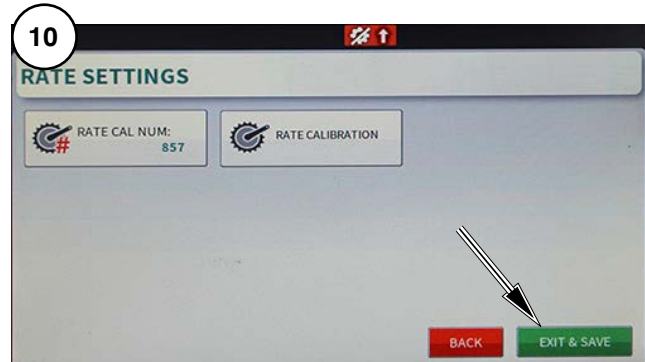 10
RATE SETTINGS
#
RATE CAL NUM:
857
RATE CALIBRATION
BACK
EXIT & SAVE